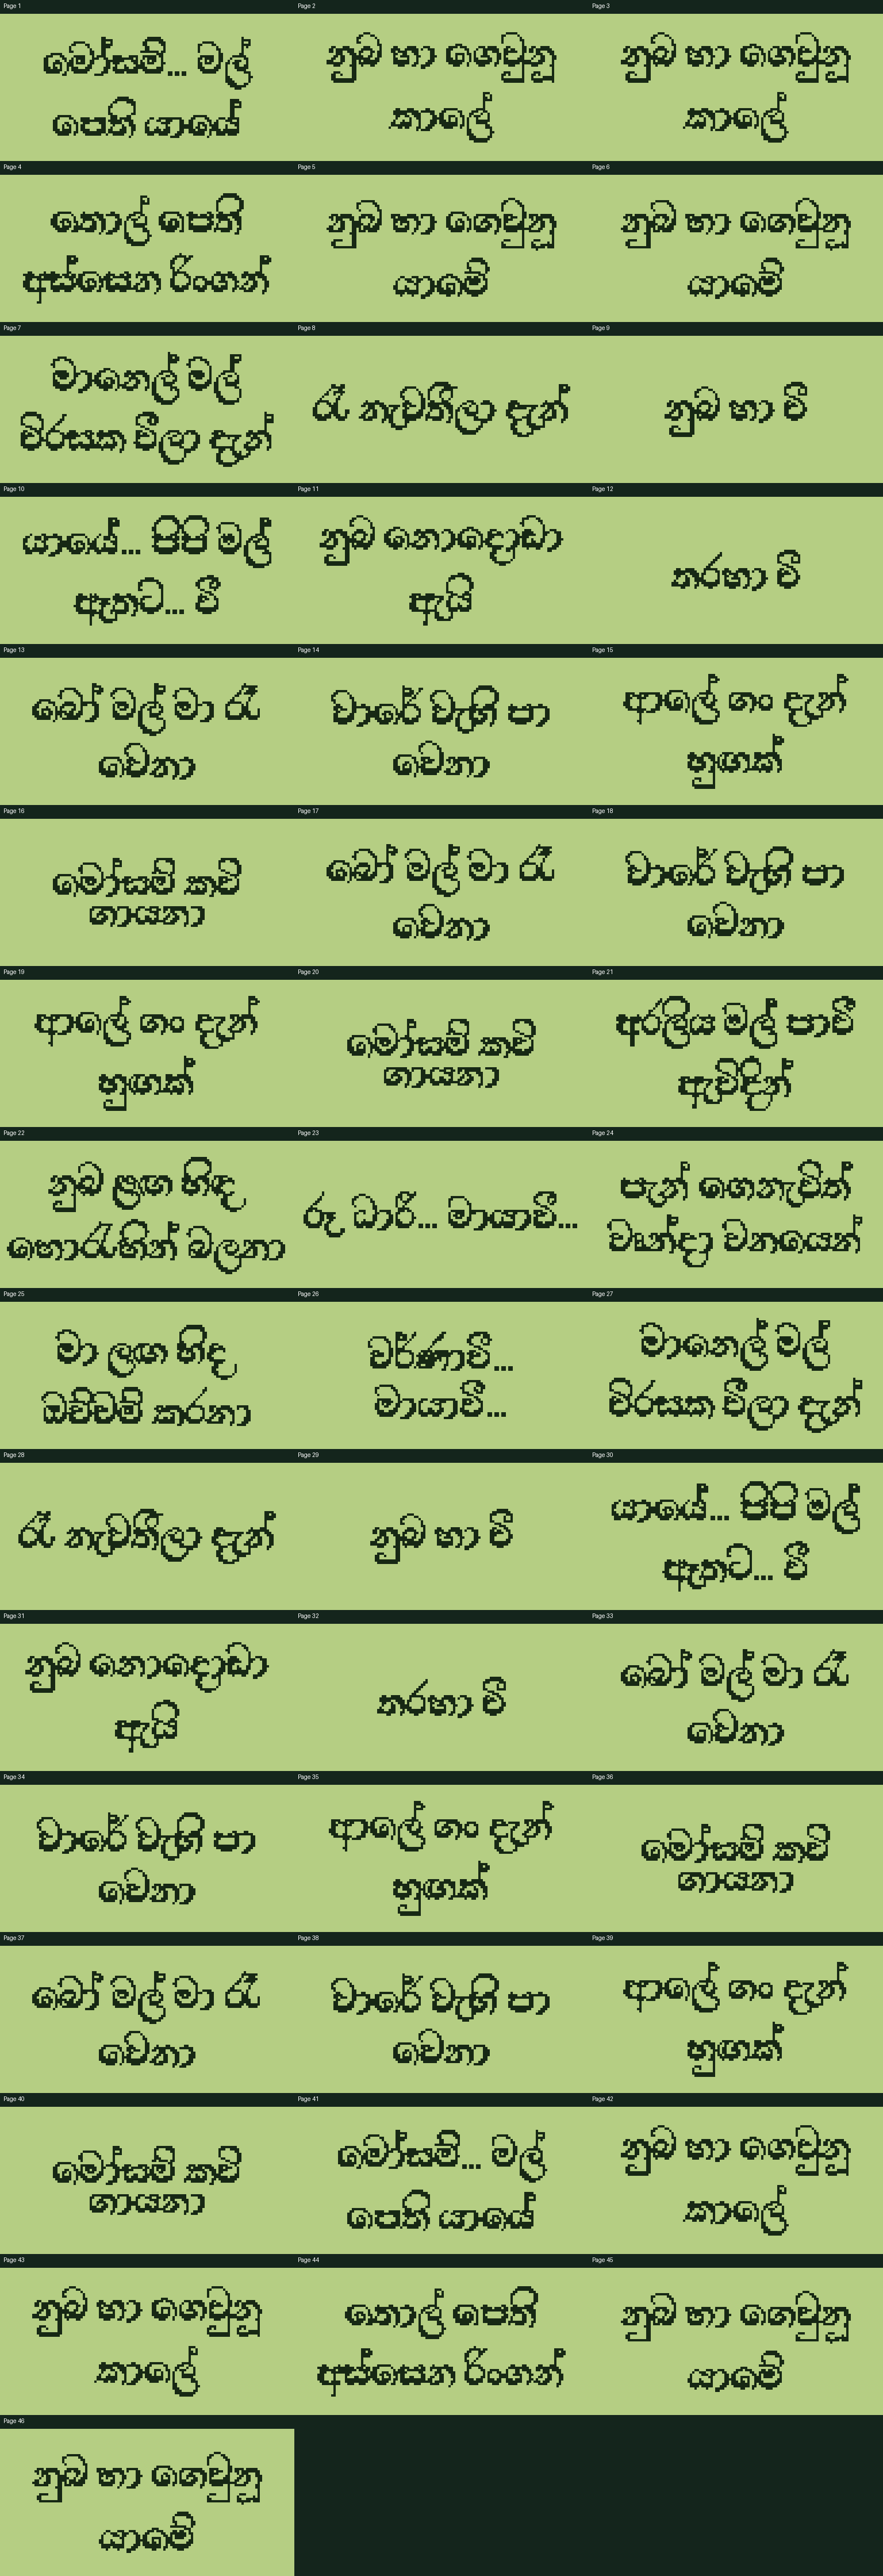 Page 1
මෝසම්... මල්
පෙති යායේ
Page 2
නුබ හා ගෙවුනූ
කාලේ
Page 3
නුබ හා ගෙවුනූ
කාලේ
Page 4
තොල් පෙති
අස්සෙන රිංගන්
Page 5
නුබ හා ගෙවුනූ
යාමේ
Page 6
නුබ හා ගෙවුනූ
යාමේ
Page 7
මානෙල් මල්
විරසක වීලා දැන්
Page 8
රෑ නැවතීලා දැන්
Page 9
නුබ හා වී
Page 10
යායේ... පිපි මල්
ඈතට... වී
Page 11
නුබ නොදොඩා
ඇයි
Page 12
තරහා වී
Page 13
බෝ මල් මා රෑ
වෙනා
Page 14
වාරේ වැහි පා
වෙනා
Page 15
ආලේ ගං දැන්
හුඟක්
Page 16
මෝසම් කවි
ගායනා
Page 17
බෝ මල් මා රෑ
වෙනා
Page 18
වාරේ වැහි පා
වෙනා
Page 19
ආලේ ගං දැන්
හුඟක්
Page 20
මෝසම් කවි
ගායනා
Page 21
අරලිය මල් පාවී
ඇවිදින්
Page 22
නුබ ලඟ හිඳ
හොරැහින් බලනා
Page 23
රූ ධාරී... මායාවී...
Page 24
පැන් ගෙනැවිත්
වෘන්දා වනයෙන්
Page 25
මා ලඟ හිඳ
ඔච්චම් කරනා
Page 26
වර්ණාවී...
මායාවී...
Page 27
මානෙල් මල්
විරසක වීලා දැන්
Page 28
රෑ නැවතීලා දැන්
Page 29
නුබ හා වී
Page 30
යායේ... පිපි මල්
ඈතට... වී
Page 31
නුබ නොදොඩා
ඇයි
Page 32
තරහා වී
Page 33
බෝ මල් මා රෑ
වෙනා
Page 34
වාරේ වැහි පා
වෙනා
Page 35
ආලේ ගං දැන්
හුඟක්
Page 36
මෝසම් කවි
ගායනා
Page 37
බෝ මල් මා රෑ
වෙනා
Page 38
වාරේ වැහි පා
වෙනා
Page 39
ආලේ ගං දැන්
හුඟක්
Page 40
මෝසම් කවි
ගායනා
Page 41
මෝසම්... මල්
පෙති යායේ
Page 42
නුබ හා ගෙවුනූ
කාලේ
Page 43
නුබ හා ගෙවුනූ
කාලේ
Page 44
තොල් පෙති
අස්සෙන රිංගන්
Page 45
නුබ හා ගෙවුනූ
යාමේ
Page 46
නුබ හා ගෙවුනූ
යාමේ